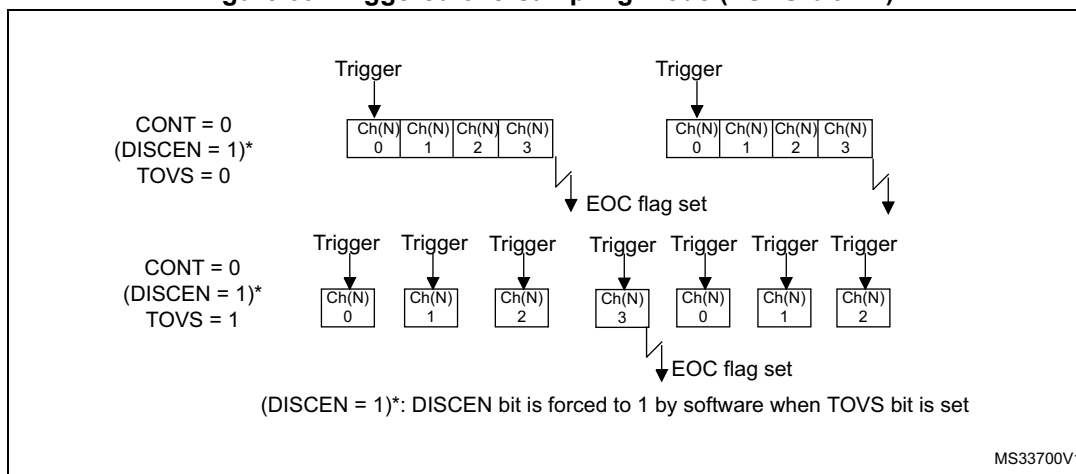 Trigger Trigger
CONT = 0
(DISCEN = 1)*
TOVS = 0
Ch(N) Ch(N) Ch(N) Ch(N)
0 1 2 3
Ch(N) Ch(N) Ch(N) Ch(N)
0 1 2 3
EOC flag set
Trigger Trigger Trigger Trigger Trigger Trigger Trigger
CONT = 0
(DISCEN = 1)*
TOVS = 1
Ch(N) Ch(N) Ch(N) Ch(N) Ch(N) Ch(N) Ch(N)
0 1 2 3 0 1 2
EOC flag set
(DISCEN = 1)*: DISCEN bit is forced to 1 by software when TOVS bit is set